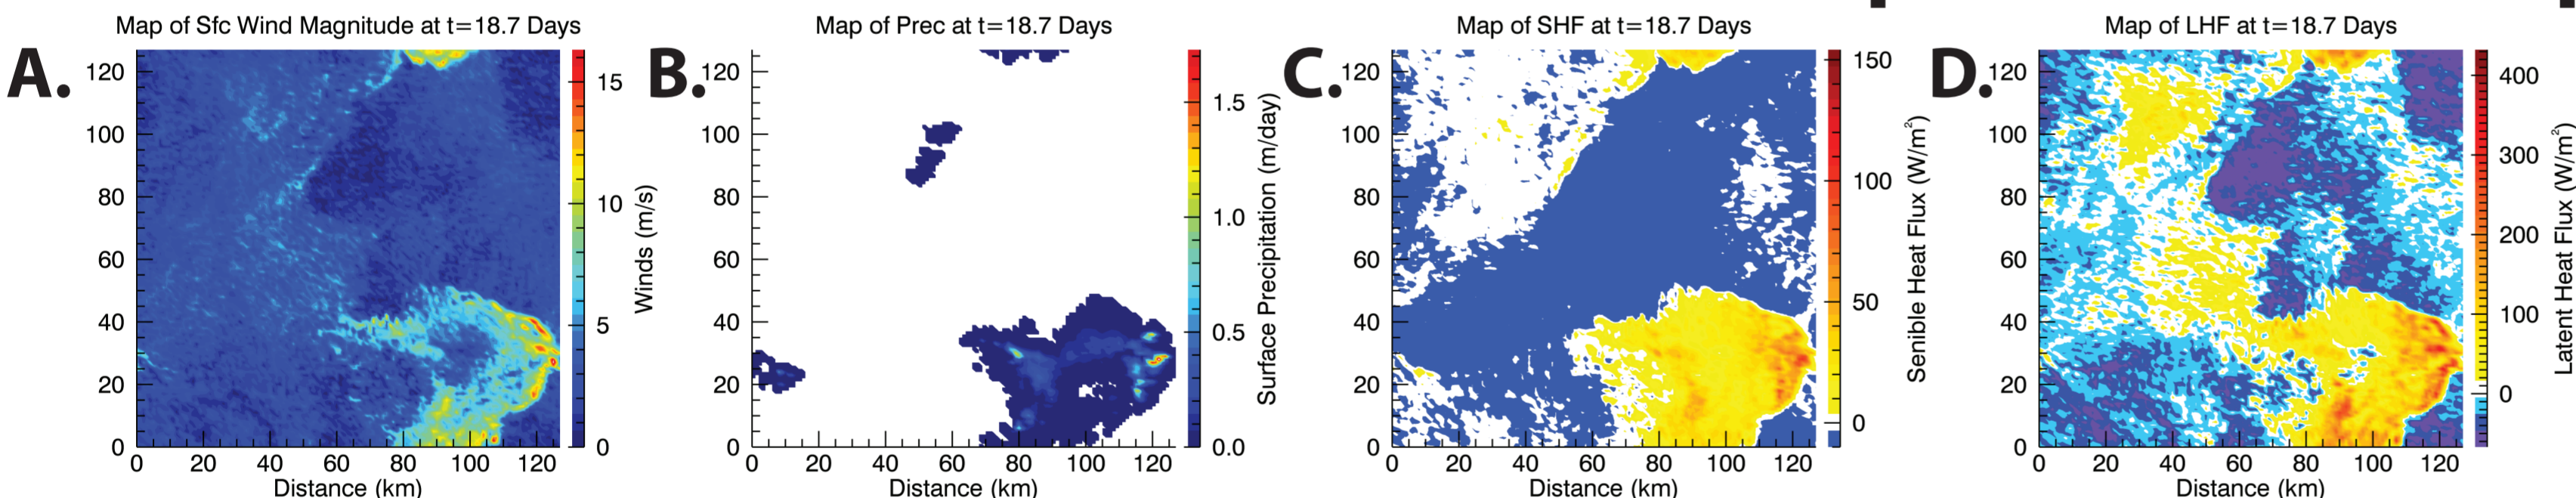 A.
Map of Sfc Wind Magnitude at t=18.7 Days
120
100
80
60
40
20
0
0 20 40 60 80 100 120
Distance (km)
15
10
5
0
Winds (m/s)
B.
Map of Prec at t=18.7 Days
120
100
80
60
40
20
0
0 20 40 60 80 100 120
Distance (km)
1.5
1.0
0.5
0.0
Surface Precipitation (m/day)
C.
Map of SHF at t=18.7 Days
120
100
80
60
40
20
0
0 20 40 60 80 100 120
Distance (km)
150
100
50
0
Senible Heat Flux (W/m²)
D.
Map of LHF at t=18.7 Days
120
100
80
60
40
20
0
0 20 40 60 80 100 120
Distance (km)
400
300
200
100
0
Latent Heat Flux (W/m²)